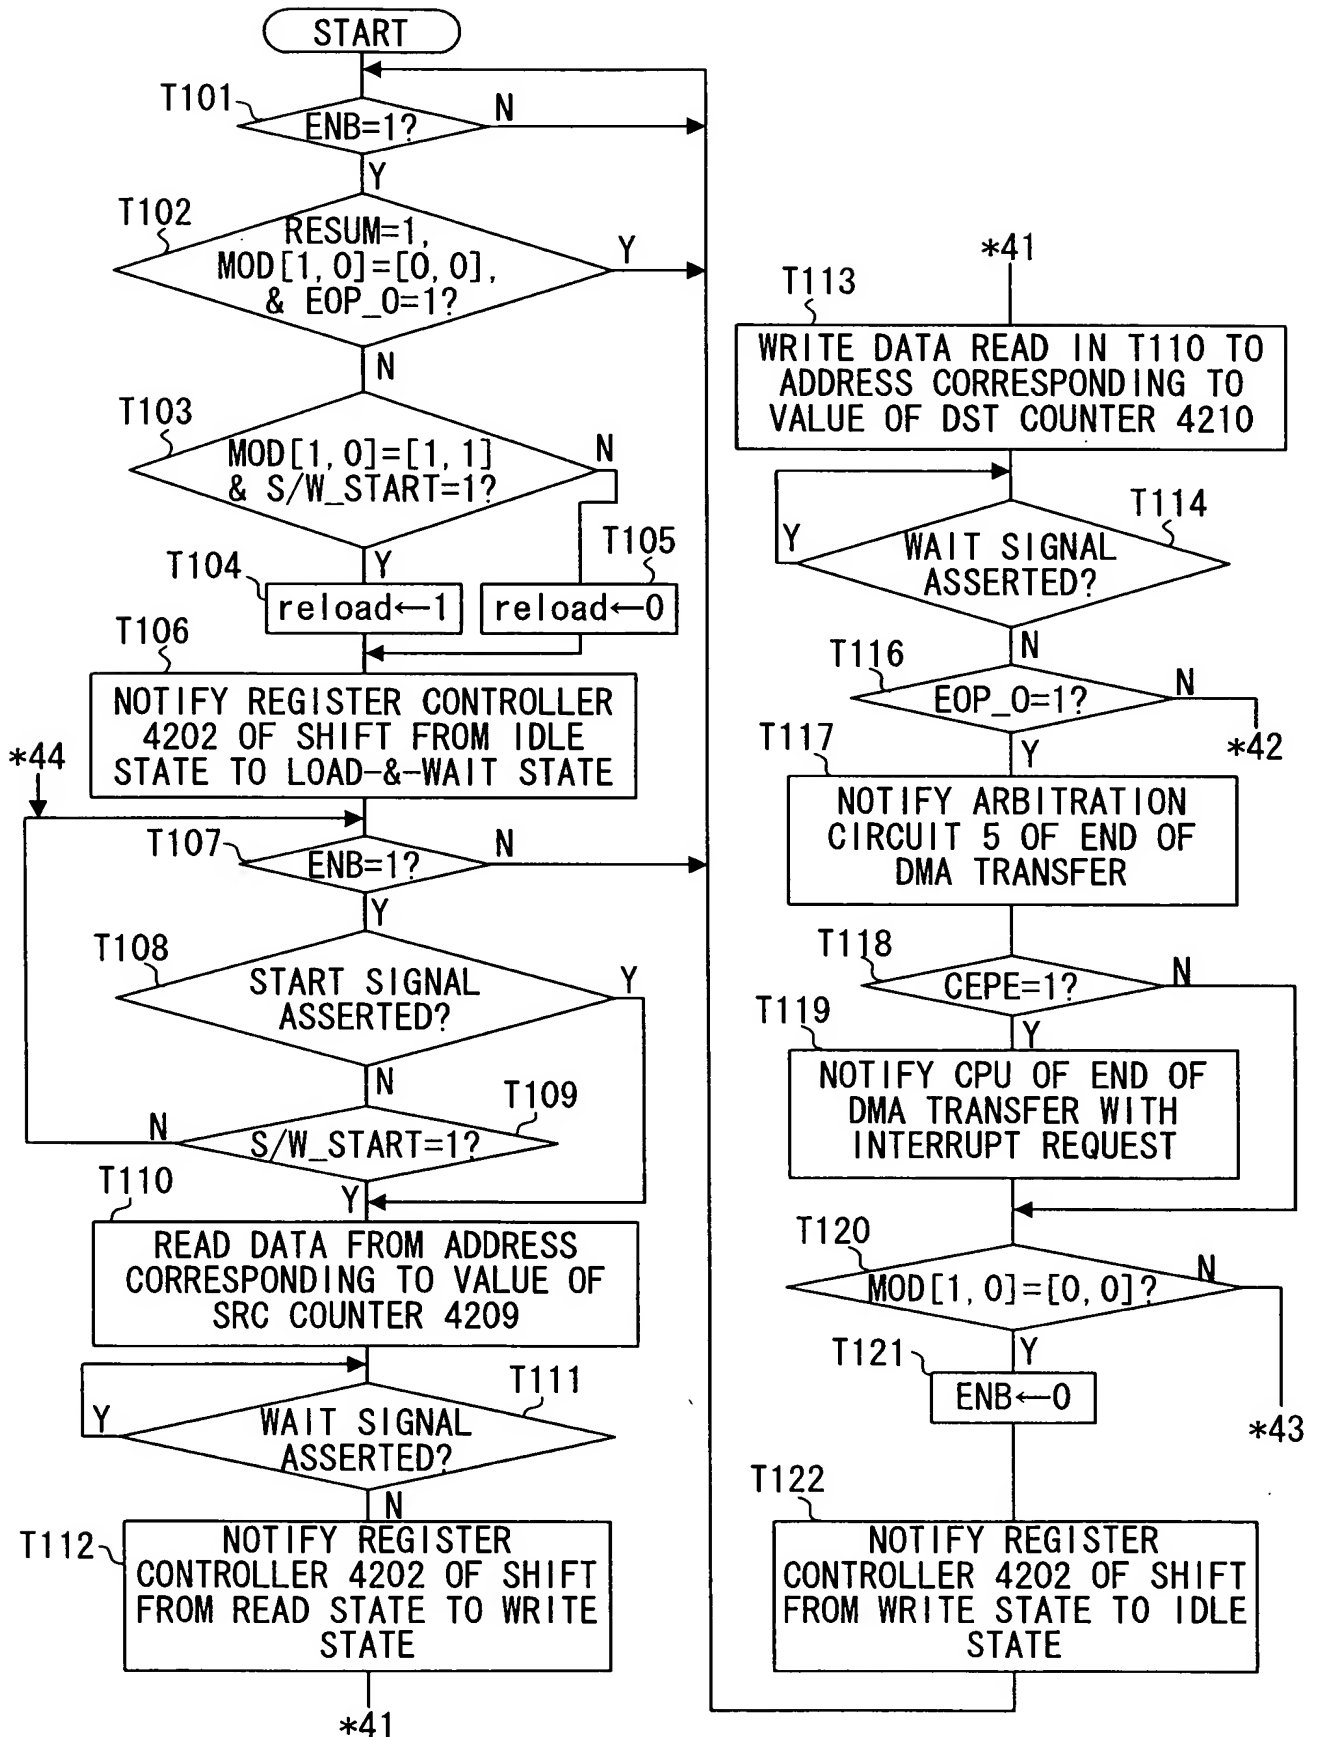 START
T101
ENB=1?
N
Y
T102
RESUM=1,
MOD[1,0]=[0,0],
& EOP_0=1?
Y
N
T103
MOD[1,0]=[1,1]
& S/W_START=1?
N
Y
T104
reload←1
T105
reload←0
T106
NOTIFY REGISTER CONTROLLER
4202 OF SHIFT FROM IDLE
STATE TO LOAD-&-WAIT STATE
*44
T107
ENB=1?
N
Y
T108
START SIGNAL
ASSERTED?
Y
N
T109
S/W_START=1?
N
Y
T110
READ DATA FROM ADDRESS
CORRESPONDING TO VALUE OF
SRC COUNTER 4209
T111
WAIT SIGNAL
ASSERTED?
Y
N
T112
NOTIFY REGISTER
CONTROLLER 4202 OF SHIFT
FROM READ STATE TO WRITE
STATE
*41
*41
T113
WRITE DATA READ IN T110 TO
ADDRESS CORRESPONDING TO
VALUE OF DST COUNTER 4210
T114
WAIT SIGNAL
ASSERTED?
Y
N
T116
EOP_0=1?
N
*42
Y
T117
NOTIFY ARBITRATION
CIRCUIT 5 OF END OF
DMA TRANSFER
T118
CEPE=1?
N
Y
T119
NOTIFY CPU OF END OF
DMA TRANSFER WITH
INTERRUPT REQUEST
T120
MOD[1,0]=[0,0]?
N
*43
Y
T121
ENB←0
T122
NOTIFY REGISTER
CONTROLLER 4202 OF SHIFT
FROM WRITE STATE TO IDLE
STATE